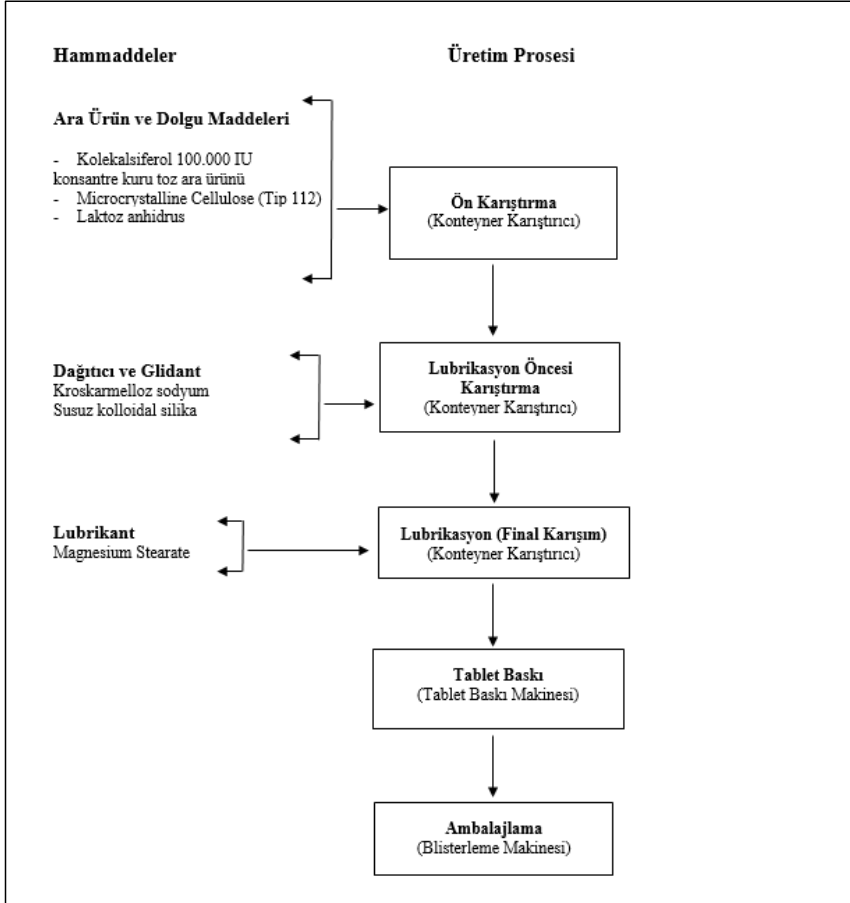 Hammaddeler
Üretim Prosesi
Ara Ürün ve Dolgu Maddeleri
- Kolekalsiferol 100.000 IU
konsantre kuru toz ara ürünü
- Microcrystalline Cellulose (Tip 112)
- Laktoz anhidrus
Ön Karıştırma
(Konteyner Karıştırıcı)
Dağıtıcı ve Glidant
Kroskarmelloz sodyum
Susuz kolloidal silika
Lubrikasyon Öncesi
Karıştırma
(Konteyner Karıştırıcı)
Lubrikant
Magnesium Stearate
Lubrikasyon (Final Karışım)
(Konteyner Karıştırıcı)
Tablet Baskı
(Tablet Baskı Makinesi)
Ambalajlama
(Blisterleme Makinesi)